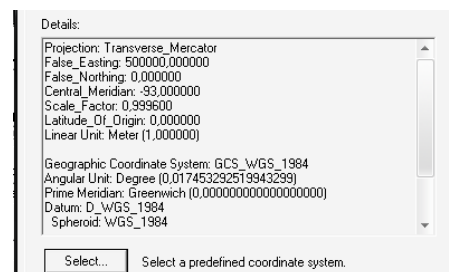 Details:
Projection: Transverse_Mercator
False_Easting: 500000,000000
False_Northing: 0,000000
Central_Meridian: -93,000000
Scale_Factor: 0,999600
Latitude_Of_Origin: 0,000000
Linear Unit: Meter (1,000000)
Geographic Coordinate System: GCS_WGS_1984
Angular Unit: Degree (0,017453292519943299)
Prime Meridian: Greenwich (0,000000000000000000)
Datum: D_WGS_1984
Spheroid: WGS_1984
Select... Select a predefined coordinate system.